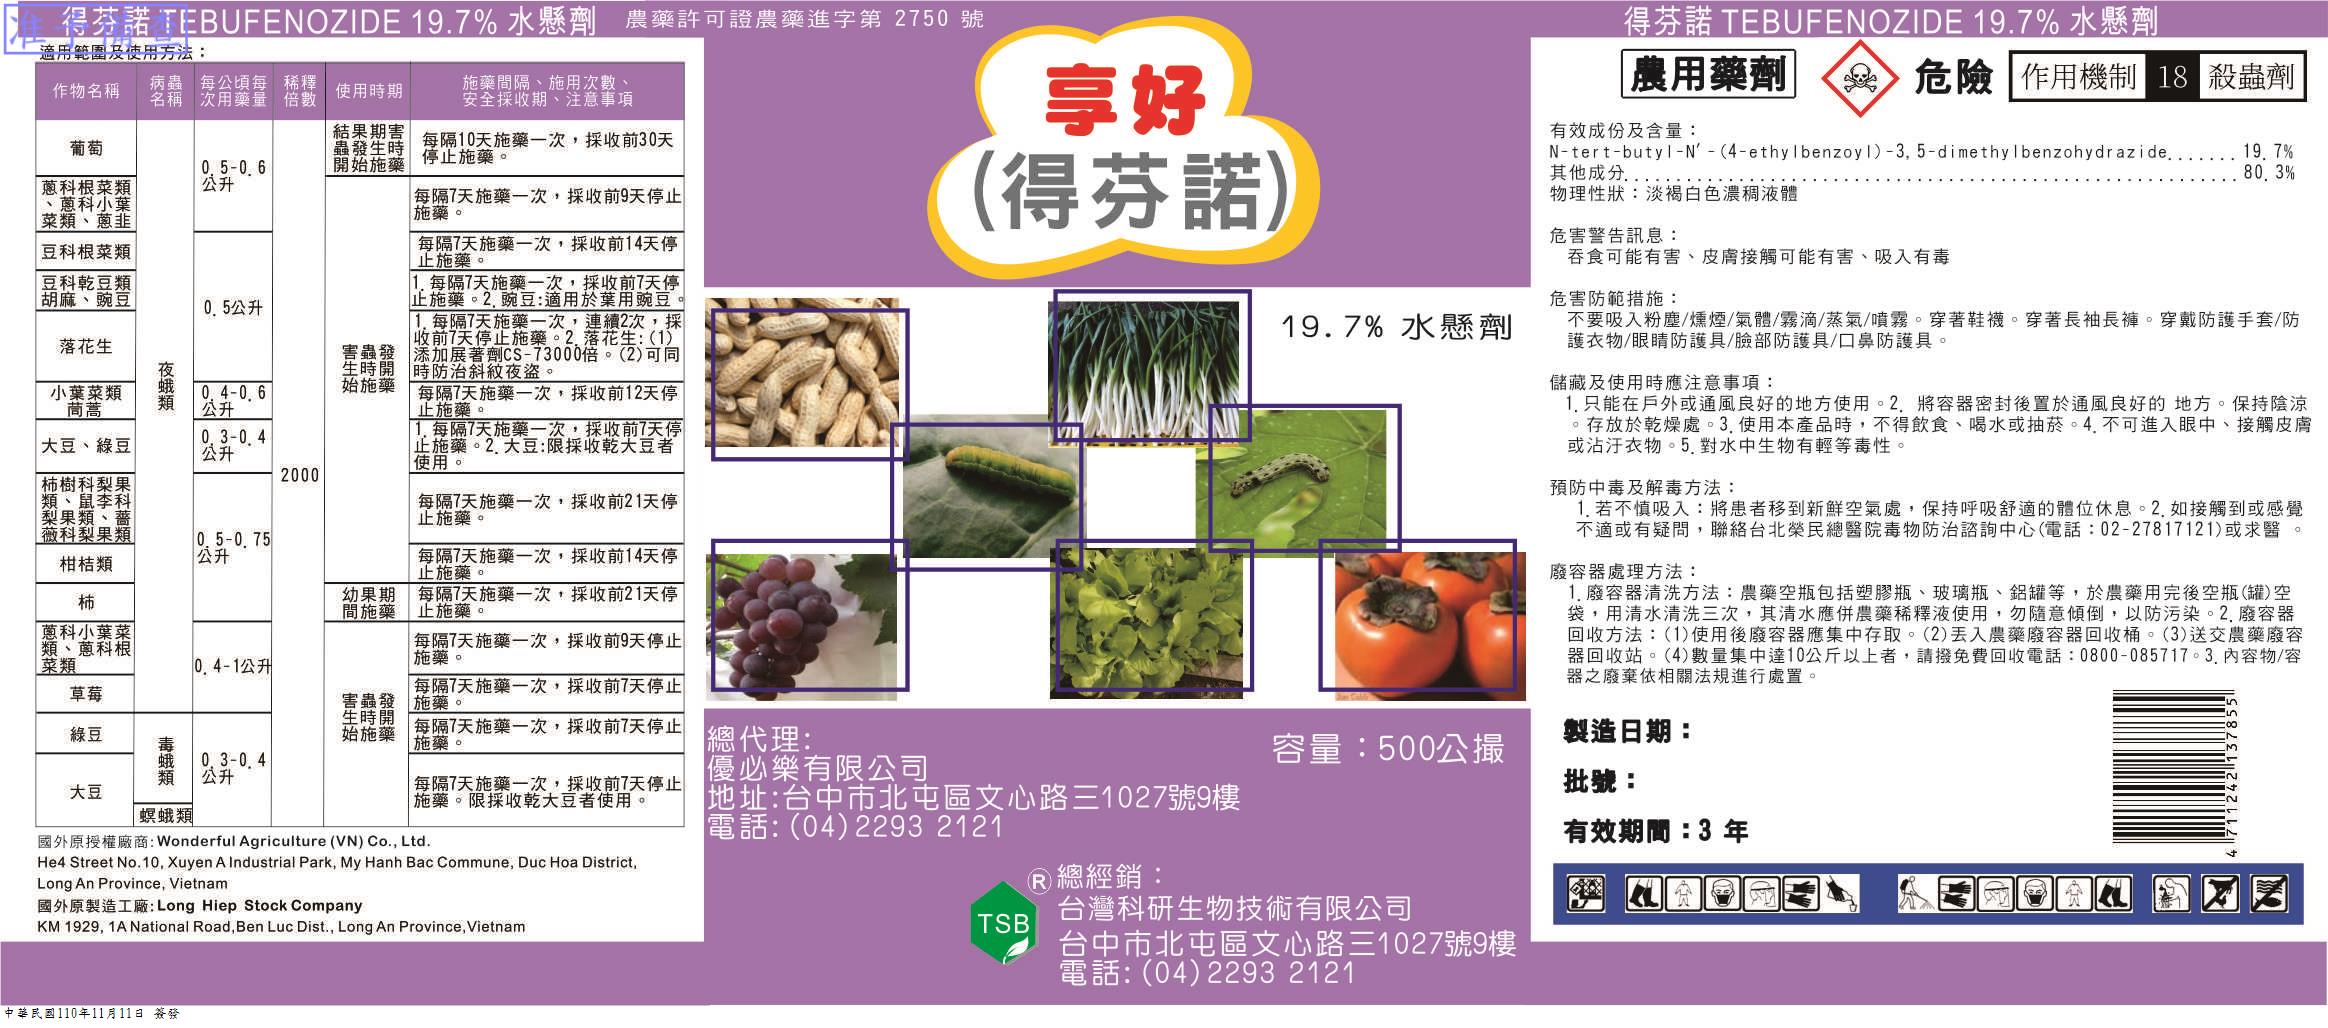 得芬諾 TEBUFENOZIDE 19.7% 水懸劑 農藥許可證農藥進字第 2750 號
准予備查
適用範圍及使用方法：
作物名稱 病蟲名稱 每公頃每次用藥量 稀釋倍數 使用時期 施藥間隔、施用次數、安全採收期、注意事項
葡萄
夜蛾類
0.5-0.6
公升
2000
結果期害
蟲發生時
開始施藥
每隔10天施藥一次，採收前30天
停止施藥。
蔥科根菜類
、蔥科小葉
菜類、蔥韭
害蟲發
生時開
始施藥
每隔7天施藥一次，採收前9天停止
施藥。
豆科根菜類
0.5公升
每隔7天施藥一次，採收前14天停
止施藥。
豆科乾豆類
胡麻、豌豆
1.每隔7天施藥一次，採收前7天停
止施藥。2.豌豆:適用於葉用豌豆。
落花生
1.每隔7天施藥一次，連續2次，採
收前7天停止施藥。2.落花生:(1)
添加展著劑CS-73000倍。(2)可同
時防治斜紋夜盜。
小葉菜類
茼蒿
0.4-0.6
公升
每隔7天施藥一次，採收前12天停
止施藥。
大豆、綠豆
0.3-0.4
公升
1.每隔7天施藥一次，採收前7天停
止施藥。2.大豆:限採收乾大豆者
使用。
柿樹科梨果
類、鼠李科
梨果類、薔
薇科梨果類
0.5-0.75
公升
每隔7天施藥一次，採收前21天停
止施藥。
柑桔類
每隔7天施藥一次，採收前14天停
止施藥。
柿
幼果期
間施藥
每隔7天施藥一次，採收前21天停
止施藥。
蔥科小葉菜
類、蔥科根
菜類
0.4-1公升
害蟲發
生時開
始施藥
每隔7天施藥一次，採收前9天停止
施藥。
草莓
每隔7天施藥一次，採收前7天停止
施藥。
綠豆
毒蛾類
0.3-0.4
公升
每隔7天施藥一次，採收前7天停止
施藥。
大豆
每隔7天施藥一次，採收前7天停止
施藥。限採收乾大豆者使用。
螟蛾類
國外原授權廠商:Wonderful Agriculture (VN) Co., Ltd.
He4 Street No.10, Xuyen A Industrial Park, My Hanh Bac Commune, Duc Hoa District,
Long An Province, Vietnam
國外原製造工廠:Long Hiep Stock Company
KM 1929, 1A National Road,Ben Luc Dist., Long An Province,Vietnam
中華民國110年11月11日 簽發
享好
(得芬諾)
19.7% 水懸劑
總代理:
優必樂有限公司
地址:台中市北屯區文心路三1027號9樓
電話:(04)2293 2121
容量：500公撮
TSB
®
總經銷：
台灣科研生物技術有限公司
台中市北屯區文心路三1027號9樓
電話:(04)2293 2121
得芬諾 TEBUFENOZIDE 19.7% 水懸劑
農用藥劑 危險 作用機制 18 殺蟲劑
有效成份及含量：
N-tert-butyl-N′-(4-ethylbenzoyl)-3,5-dimethylbenzohydrazide.......19.7%
其他成分..........................................................80.3%
物理性狀：淡褐白色濃稠液體
危害警告訊息：
吞食可能有害、皮膚接觸可能有害、吸入有毒
危害防範措施：
不要吸入粉塵/燻煙/氣體/霧滴/蒸氣/噴霧。穿著鞋襪。穿著長袖長褲。穿戴防護手套/防
護衣物/眼睛防護具/臉部防護具/口鼻防護具。
儲藏及使用時應注意事項：
1.只能在戶外或通風良好的地方使用。2. 將容器密封後置於通風良好的 地方。保持陰涼
。存放於乾燥處。3.使用本產品時，不得飲食、喝水或抽菸。4.不可進入眼中、接觸皮膚
或沾汙衣物。5.對水中生物有輕等毒性。
預防中毒及解毒方法：
1.若不慎吸入：將患者移到新鮮空氣處，保持呼吸舒適的體位休息。2.如接觸到或感覺
不適或有疑問，聯絡台北榮民總醫院毒物防治諮詢中心(電話：02-27817121)或求醫 。
廢容器處理方法：
1.廢容器清洗方法：農藥空瓶包括塑膠瓶、玻璃瓶、鋁罐等，於農藥用完後空瓶(罐)空
袋，用清水清洗三次，其清水應併農藥稀釋液使用，勿隨意傾倒，以防污染。2.廢容器
回收方法：(1)使用後廢容器應集中存取。(2)丟入農藥廢容器回收桶。(3)送交農藥廢容
器回收站。(4)數量集中達10公斤以上者，請撥免費回收電話：0800-085717。3.內容物/容
器之廢棄依相關法規進行處置。
製造日期：
批號：
有效期間：3 年
4 711242 137855